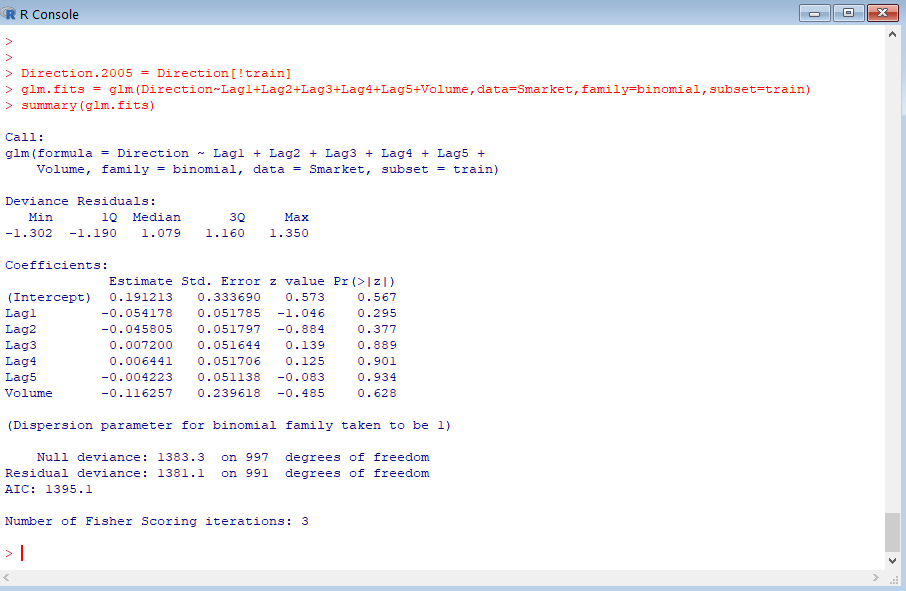 R Console
>
>
> Direction.2005 = Direction[!train]
> glm.fits = glm(Direction~Lag1+Lag2+Lag3+Lag4+Lag5+Volume,data=Smarket,family=binomial,subset=train)
> summary(glm.fits)
Call:
glm(formula = Direction ~ Lag1 + Lag2 + Lag3 + Lag4 + Lag5 +
    Volume, family = binomial, data = Smarket, subset = train)
Deviance Residuals:
   Min      1Q  Median      3Q     Max
-1.302  -1.190   1.079   1.160   1.350
Coefficients:
             Estimate Std. Error z value Pr(>|z|)
(Intercept)  0.191213   0.333690   0.573    0.567
Lag1        -0.054178   0.051785  -1.046    0.295
Lag2        -0.045805   0.051797  -0.884    0.377
Lag3         0.007200   0.051644   0.139    0.889
Lag4         0.006441   0.051706   0.125    0.901
Lag5        -0.004223   0.051138  -0.083    0.934
Volume      -0.116257   0.239618  -0.485    0.628
(Dispersion parameter for binomial family taken to be 1)
    Null deviance: 1383.3  on 997  degrees of freedom
Residual deviance: 1381.1  on 991  degrees of freedom
AIC: 1395.1
Number of Fisher Scoring iterations: 3
>